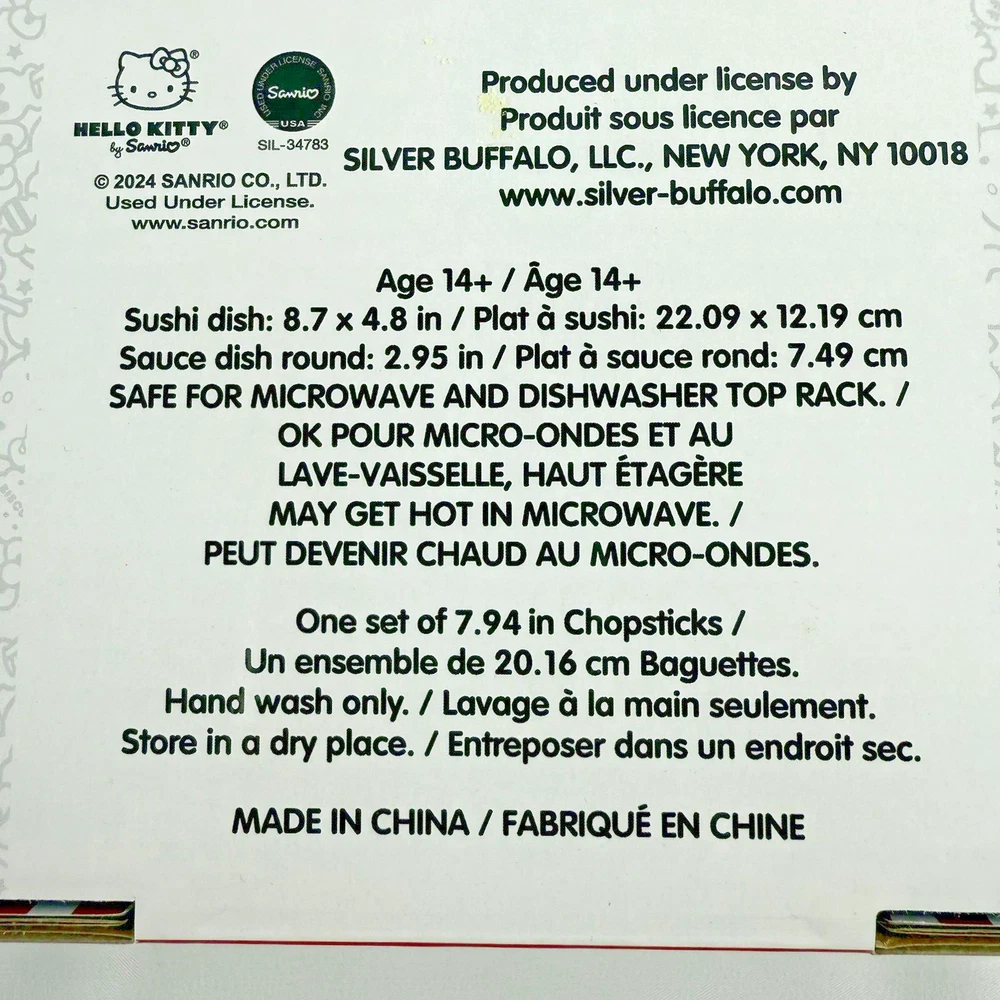 HELLO KITTY®
by Sanrio®
© 2024 SANRIO CO., LTD.
Used Under License.
www.sanrio.com
USED UNDER LICENSE SANRIO INC
Sanrio
USA
SIL-34783
Produced under license by
Produit sous licence par
SILVER BUFFALO, LLC., NEW YORK, NY 10018
www.silver-buffalo.com
Age 14+ / Âge 14+
Sushi dish: 8.7 x 4.8 in / Plat à sushi: 22.09 x 12.19 cm
Sauce dish round: 2.95 in / Plat à sauce rond: 7.49 cm
SAFE FOR MICROWAVE AND DISHWASHER TOP RACK. /
OK POUR MICRO-ONDES ET AU
LAVE-VAISSELLE, HAUT ÉTAGÈRE
MAY GET HOT IN MICROWAVE. /
PEUT DEVENIR CHAUD AU MICRO-ONDES.
One set of 7.94 in Chopsticks /
Un ensemble de 20.16 cm Baguettes.
Hand wash only. / Lavage à la main seulement.
Store in a dry place. / Entreposer dans un endroit sec.
MADE IN CHINA / FABRIQUÉ EN CHINE